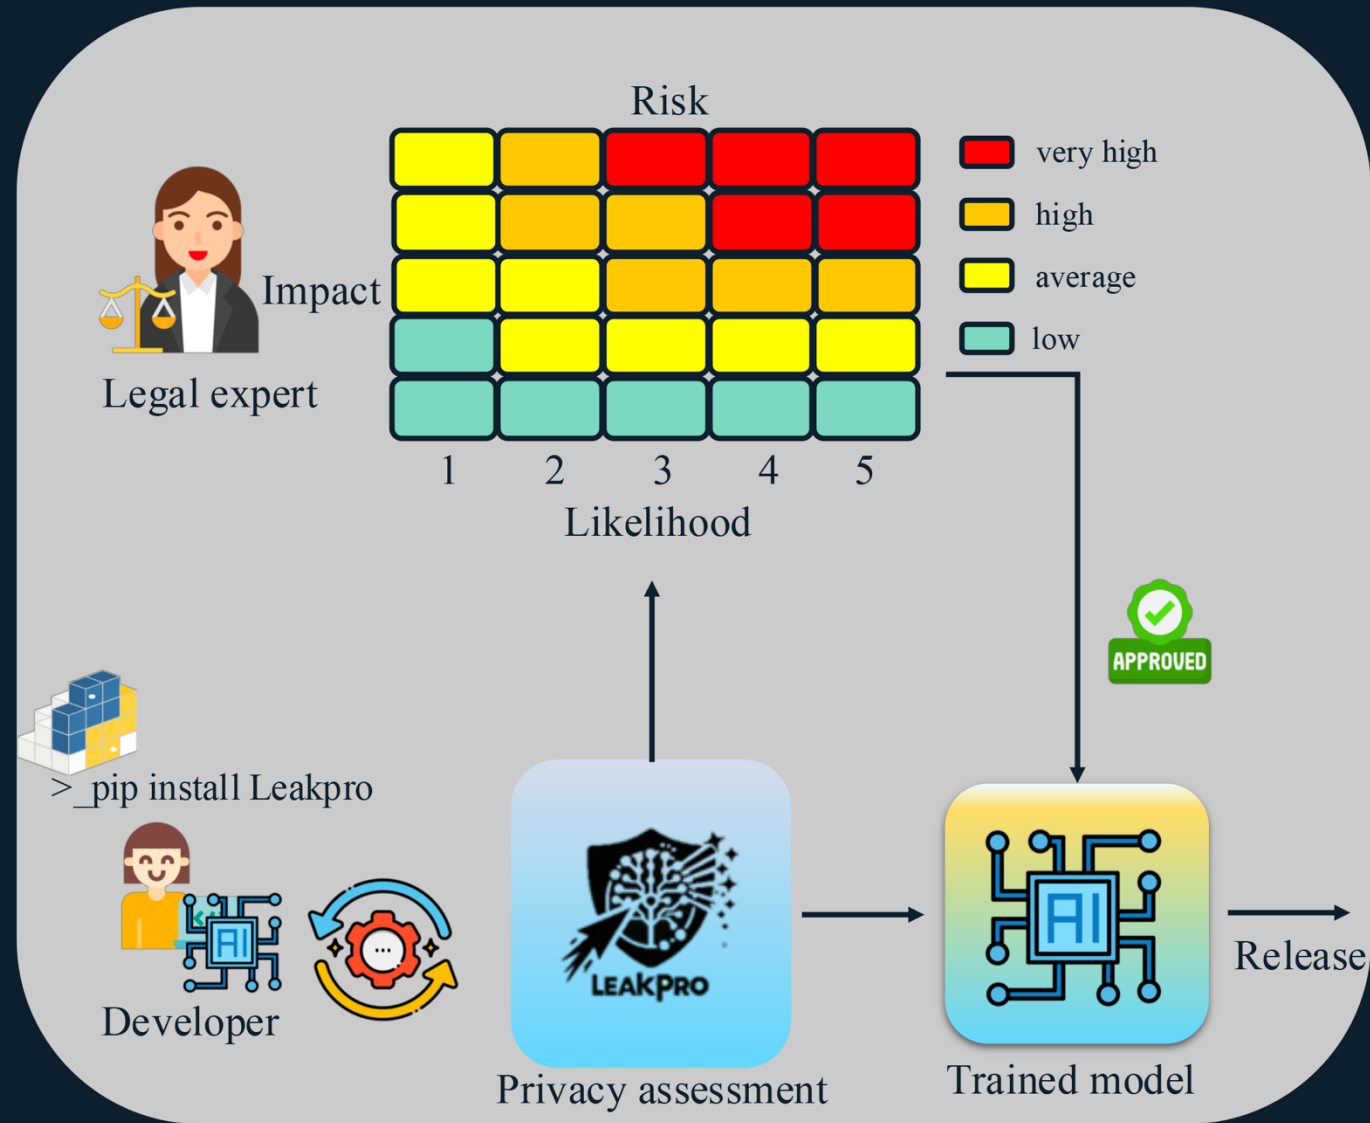 Risk
very high
high
average
low
Impact
Legal expert
1 2 3 4 5
Likelihood
APPROVED
>_pip install Leakpro
AI
Developer
LEAKPRO
Privacy assessment
AI
Trained model
Release